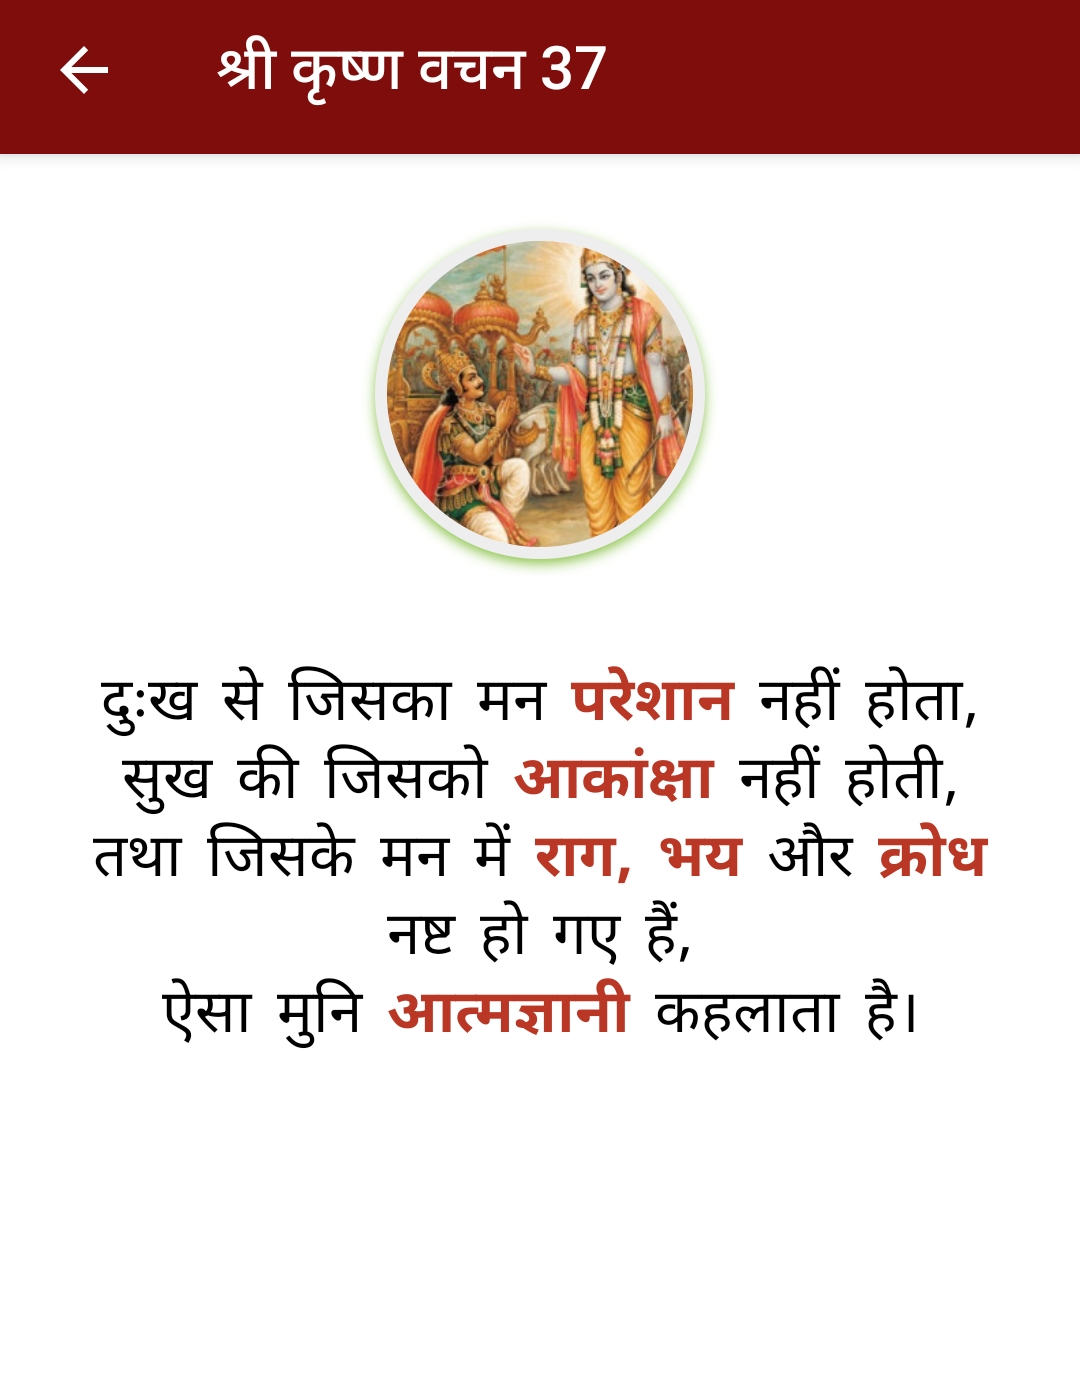 श्री कृष्ण वचन 37
दुःख से जिसका मन परेशान नहीं होता,
सुख की जिसको आकांक्षा नहीं होती,
तथा जिसके मन में राग, भय और क्रोध
नष्ट हो गए हैं,
ऐसा मुनि आत्मज्ञानी कहलाता है।